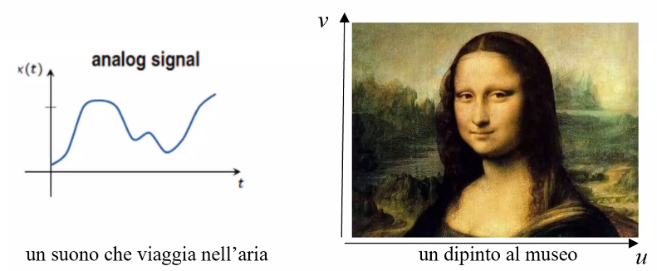 analog signal
x(t)
t
un suono che viaggia nell'aria
v
un dipinto al museo
u